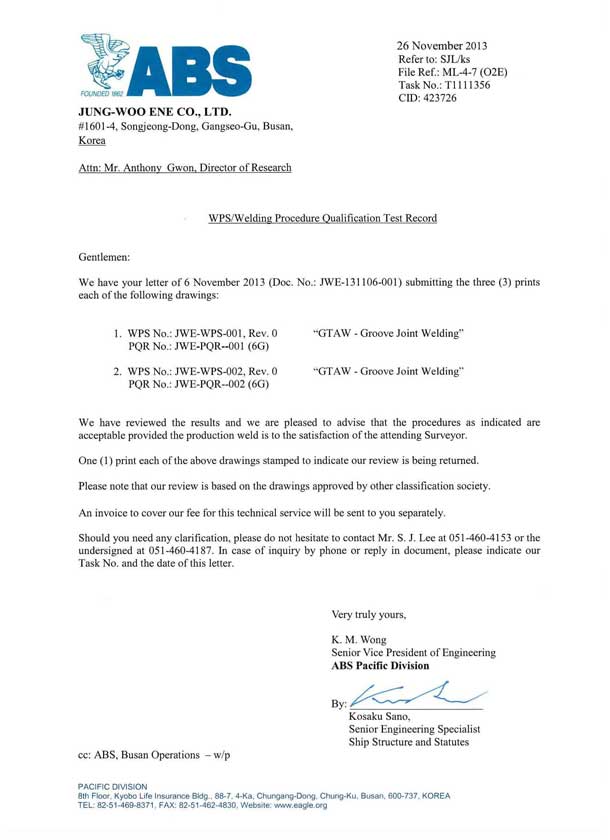 ABS
FOUNDED 1862
26 November 2013
Refer to: SJL/ks
File Ref.: ML-4-7 (O2E)
Task No.: T1111356
CID: 423726
JUNG-WOO ENE CO., LTD.
#1601-4, Songjeong-Dong, Gangseo-Gu, Busan,
Korea
Attn: Mr. Anthony Gwon, Director of Research
WPS/Welding Procedure Qualification Test Record
Gentlemen:
We have your letter of 6 November 2013 (Doc. No.: JWE-131106-001) submitting the three (3) prints
each of the following drawings:
1. WPS No.: JWE-WPS-001, Rev. 0 "GTAW - Groove Joint Welding"
PQR No.: JWE-PQR--001 (6G)
2. WPS No.: JWE-WPS-002, Rev. 0 "GTAW - Groove Joint Welding"
PQR No.: JWE-PQR--002 (6G)
We have reviewed the results and we are pleased to advise that the procedures as indicated are
acceptable provided the production weld is to the satisfaction of the attending Surveyor.
One (1) print each of the above drawings stamped to indicate our review is being returned.
Please note that our review is based on the drawings approved by other classification society.
An invoice to cover our fee for this technical service will be sent to you separately.
Should you need any clarification, please do not hesitate to contact Mr. S. J. Lee at 051-460-4153 or the
undersigned at 051-460-4187. In case of inquiry by phone or reply in document, please indicate our
Task No. and the date of this letter.
Very truly yours,
K. M. Wong
Senior Vice President of Engineering
ABS Pacific Division
By:
Kosaku Sano,
Senior Engineering Specialist
Ship Structure and Statutes
cc: ABS, Busan Operations – w/p
PACIFIC DIVISION
8th Floor, Kyobo Life Insurance Bldg., 88-7, 4-Ka, Chungang-Dong, Chung-Ku, Busan, 600-737, KOREA
TEL: 82-51-469-8371, FAX: 82-51-462-4830, Website: www.eagle.org